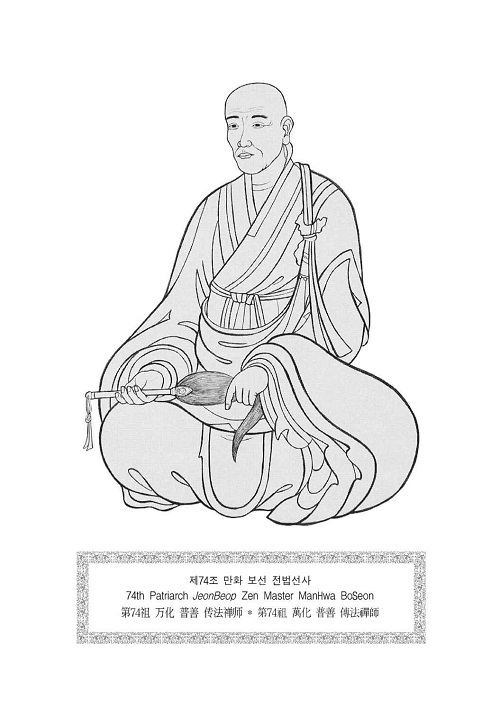 제74조 만화 보선 전법선사
74th Patriarch JeonBeop Zen Master ManHwa BoSeon
第74祖 万化 普善 传法禅师 * 第74祖 萬化 普善 傳法禪師